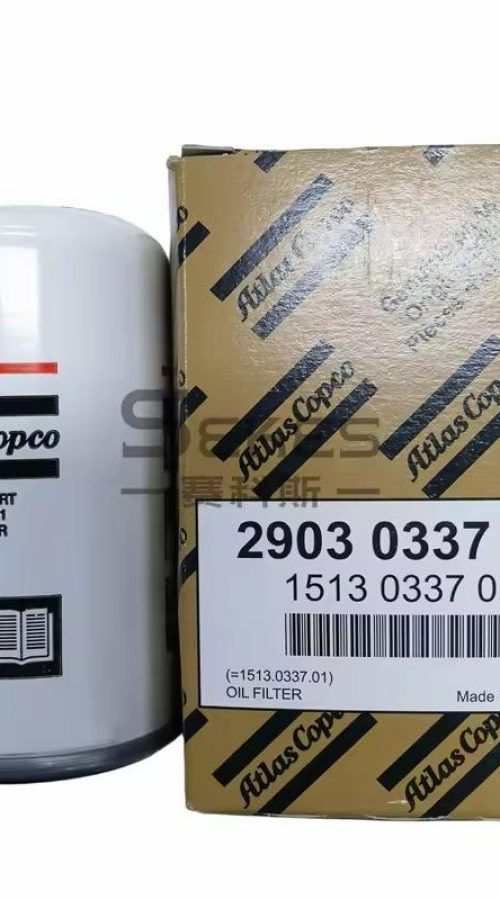 Copco
RT
1
R
Atlas Copco
Atlas Copco
Atlas Copco
Atlas Copco
Atlas Copco
SEKES
赛科斯
2903 0337
1513 0337 0
(=1513.0337.01)
OIL FILTER
Made